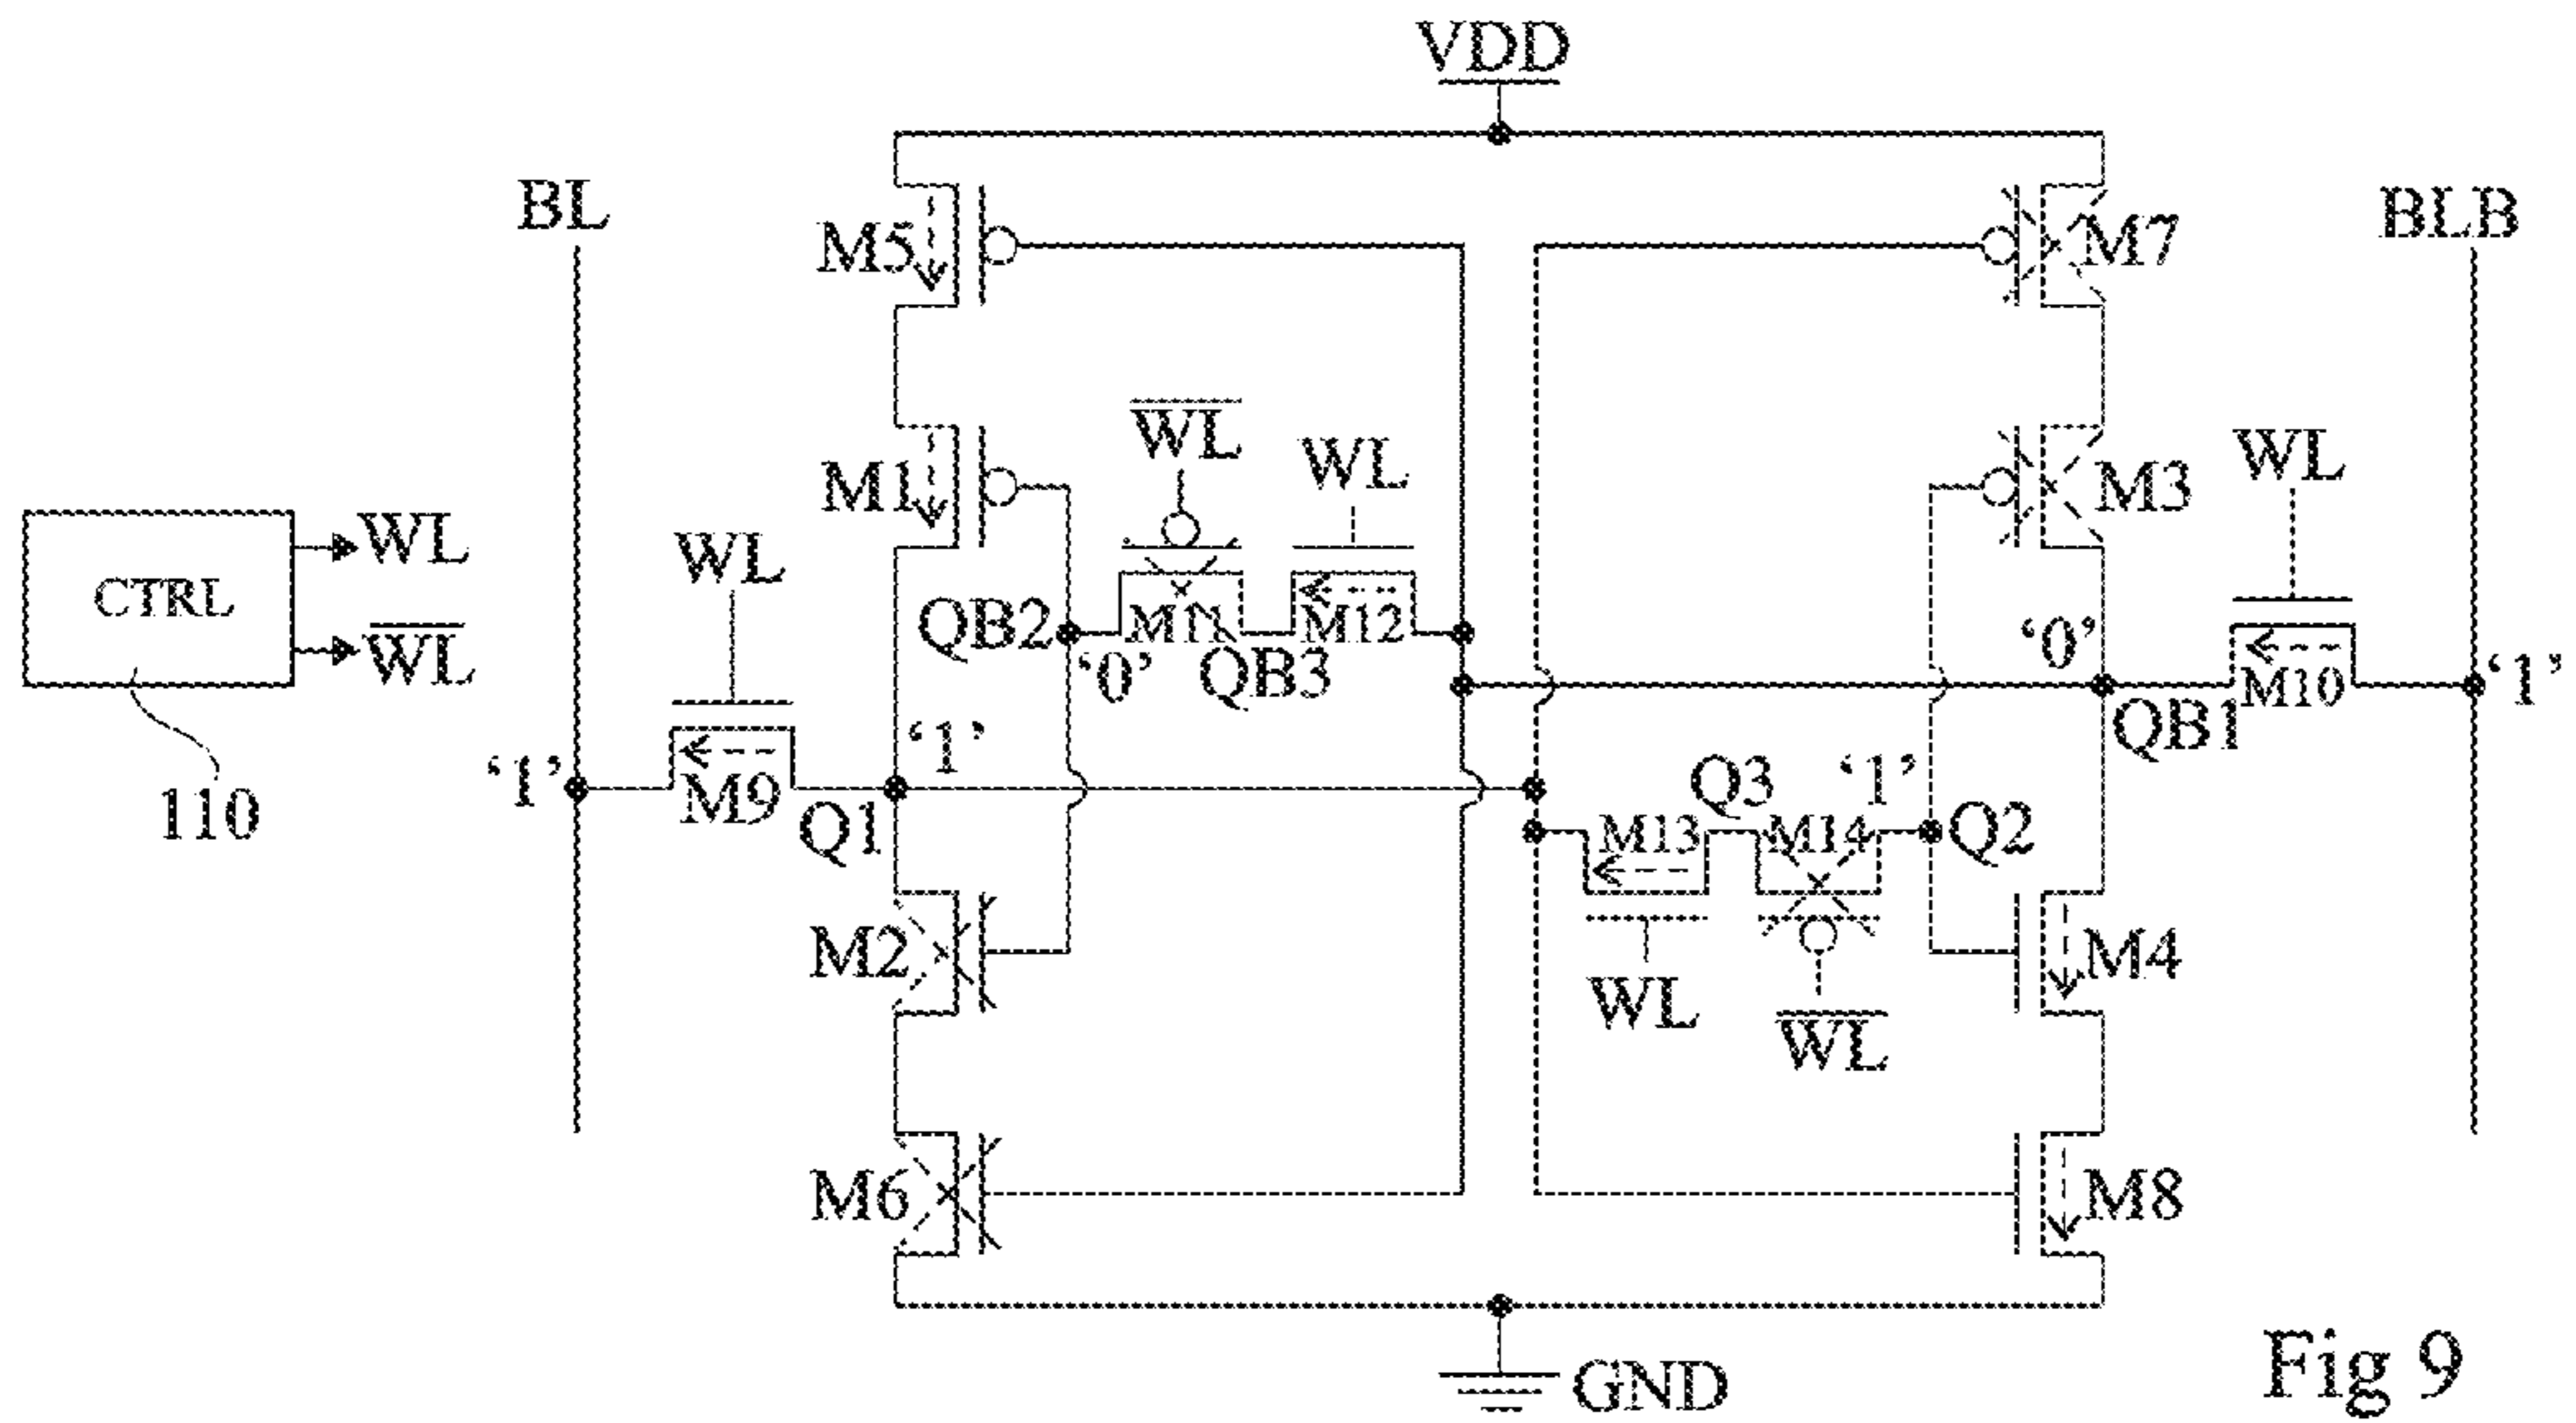 VDD
BL
BLB
M5
M7
WL
WL
M1
M3
WL
CTRL
WL
WL
WL
QB2
M11
M12
‘0’
‘0’
QB3
M10
‘1’
QB1
‘1’
‘1’
M9
Q1
Q3
‘1’
M13
M14
Q2
110
M2
M4
WL
WL
M6
M8
GND
Fig 9